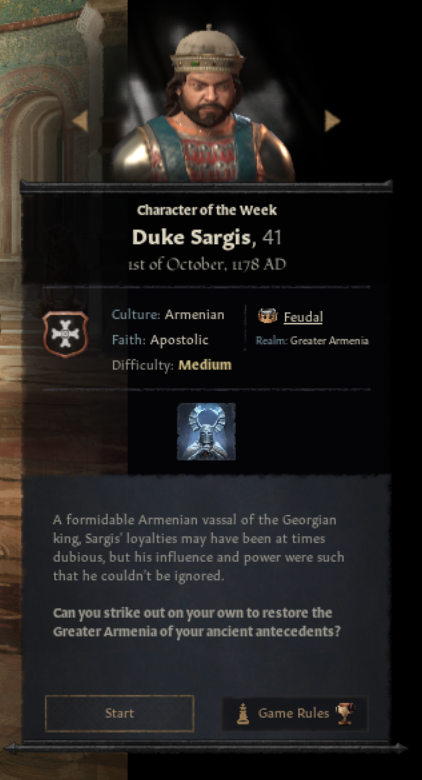 Character of the Week
Duke Sargis, 41
1st of October, 1178 AD
Culture: Armenian
Faith: Apostolic
Difficulty: Medium
Feudal
Realm: Greater Armenia
A formidable Armenian vassal of the Georgian
king, Sargis' loyalties may have been at times
dubious, but his influence and power were such
that he couldn't be ignored.
Can you strike out on your own to restore the
Greater Armenia of your ancient antecedents?
Start
Game Rules